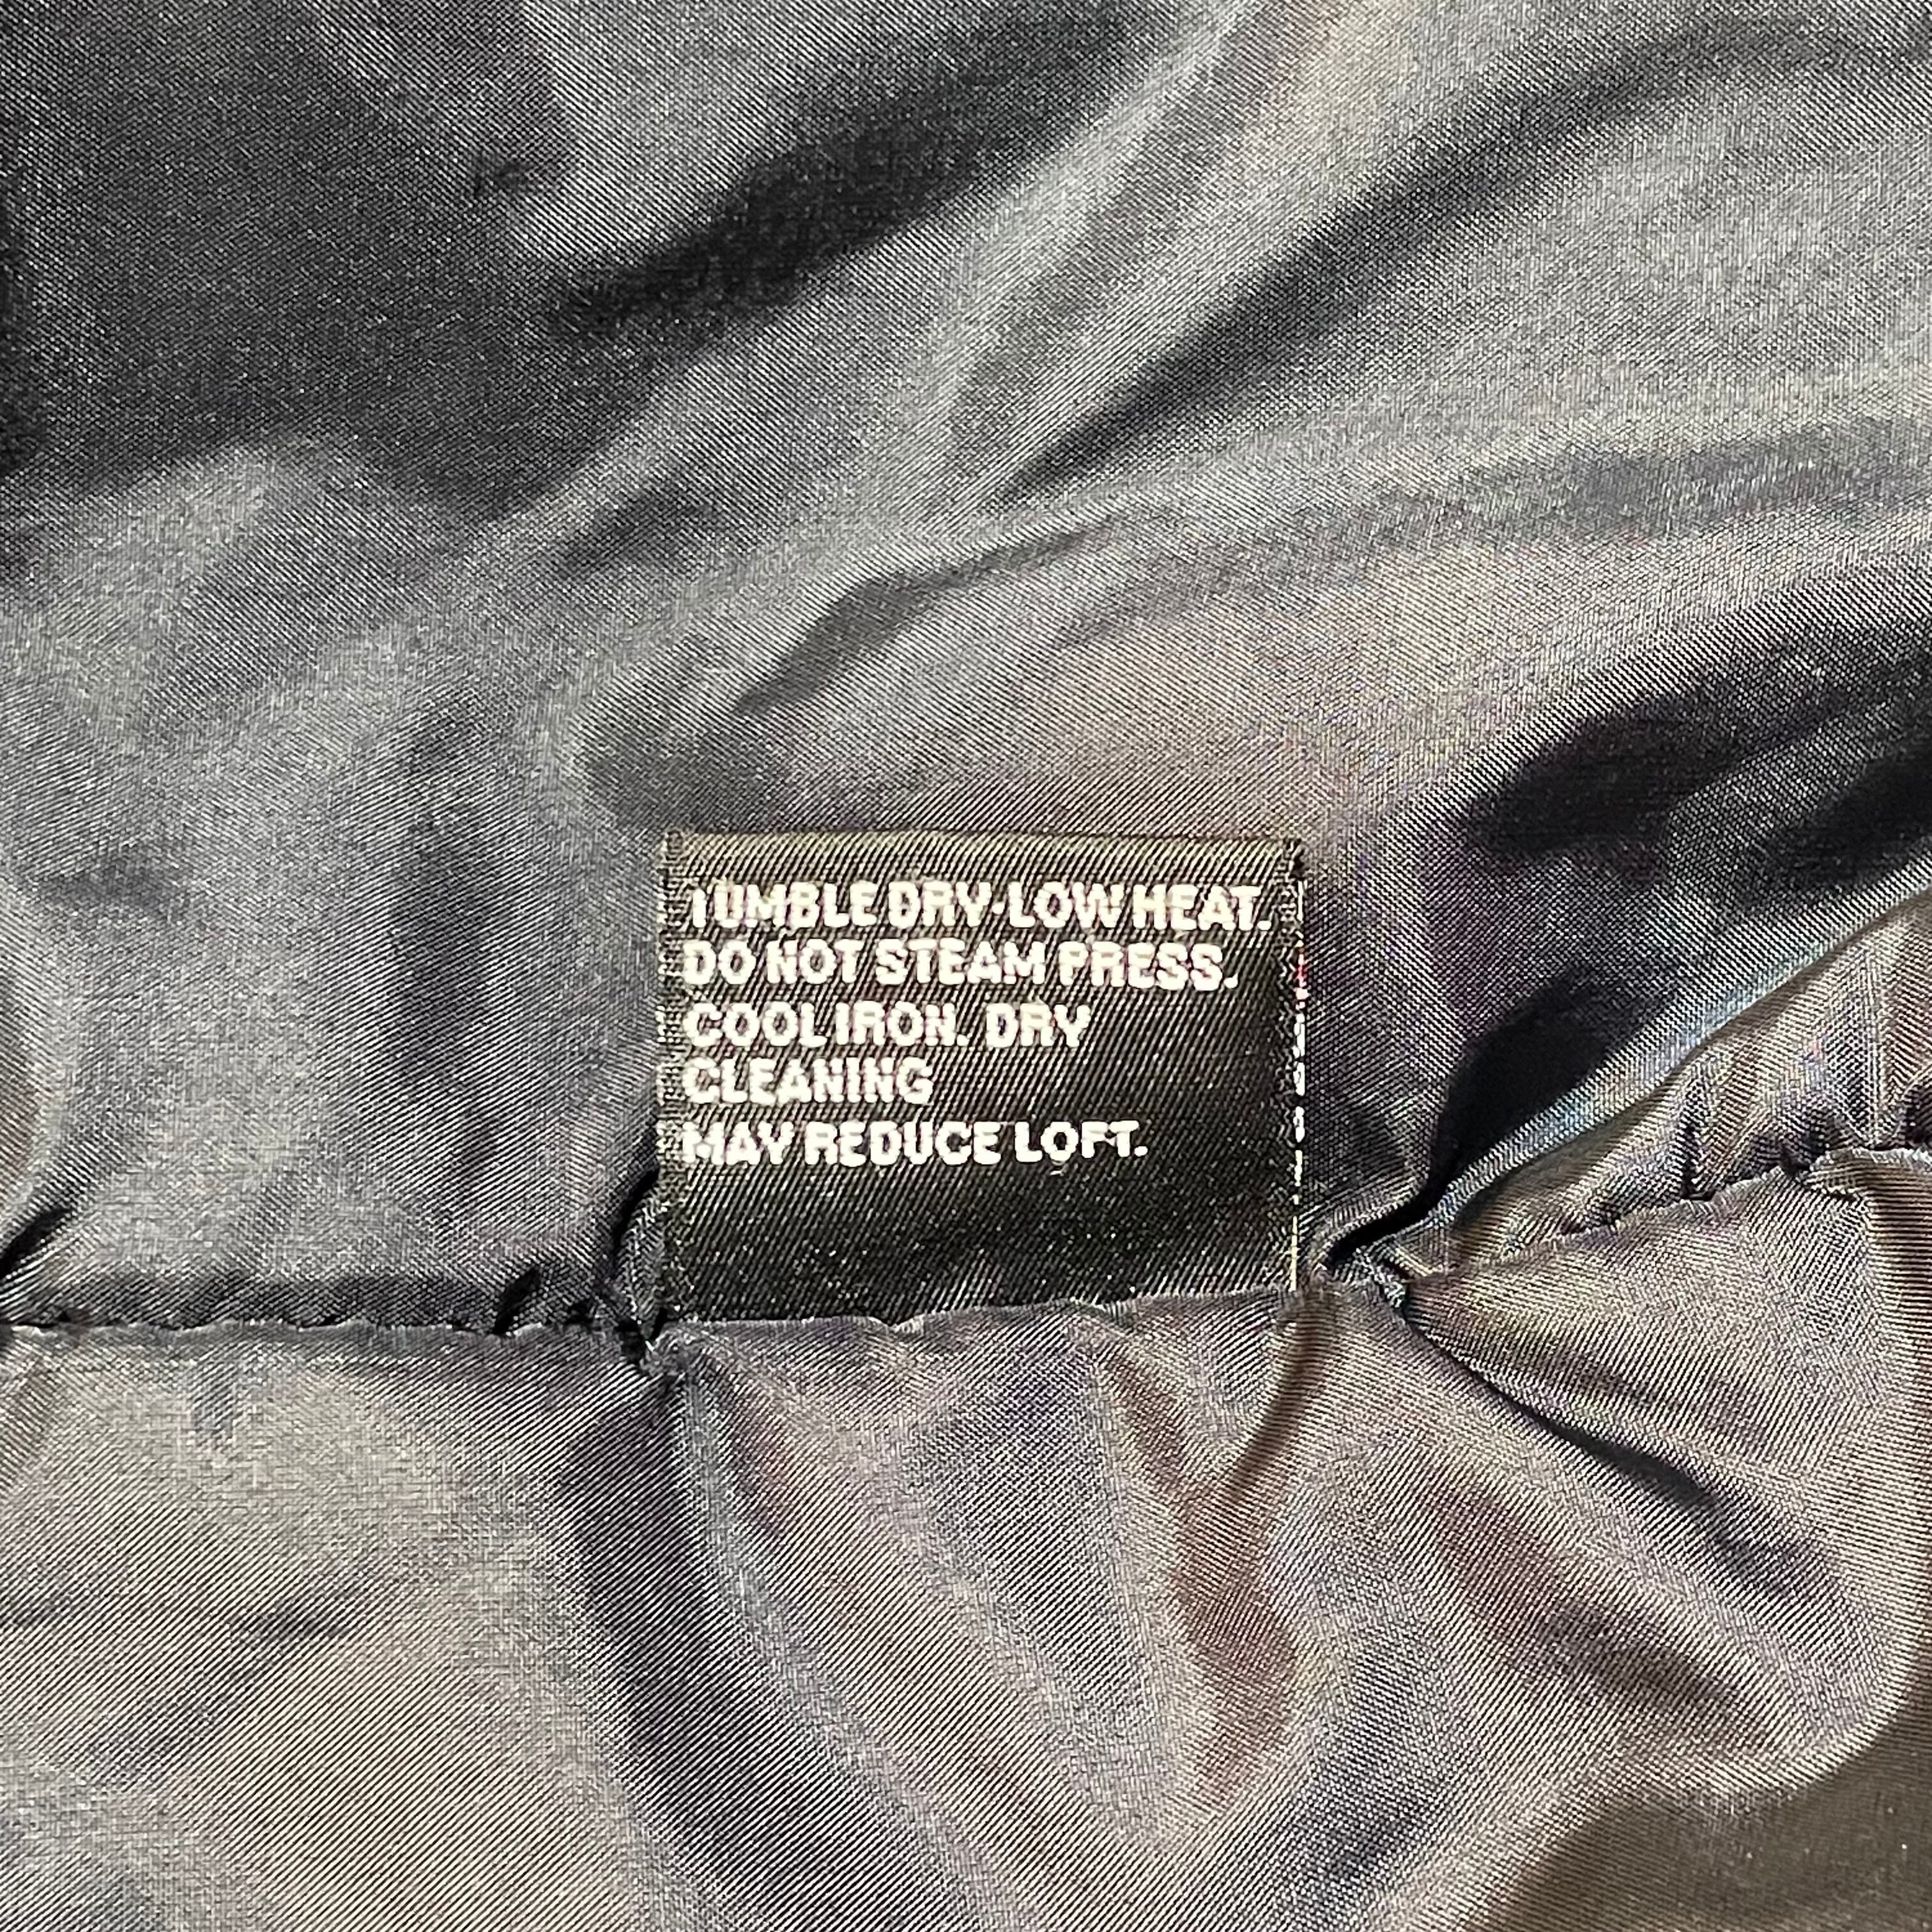 TUMBLE DRY-LOW HEAT.
DO NOT STEAM PRESS.
COOL IRON. DRY
CLEANING
MAY REDUCE LOFT.